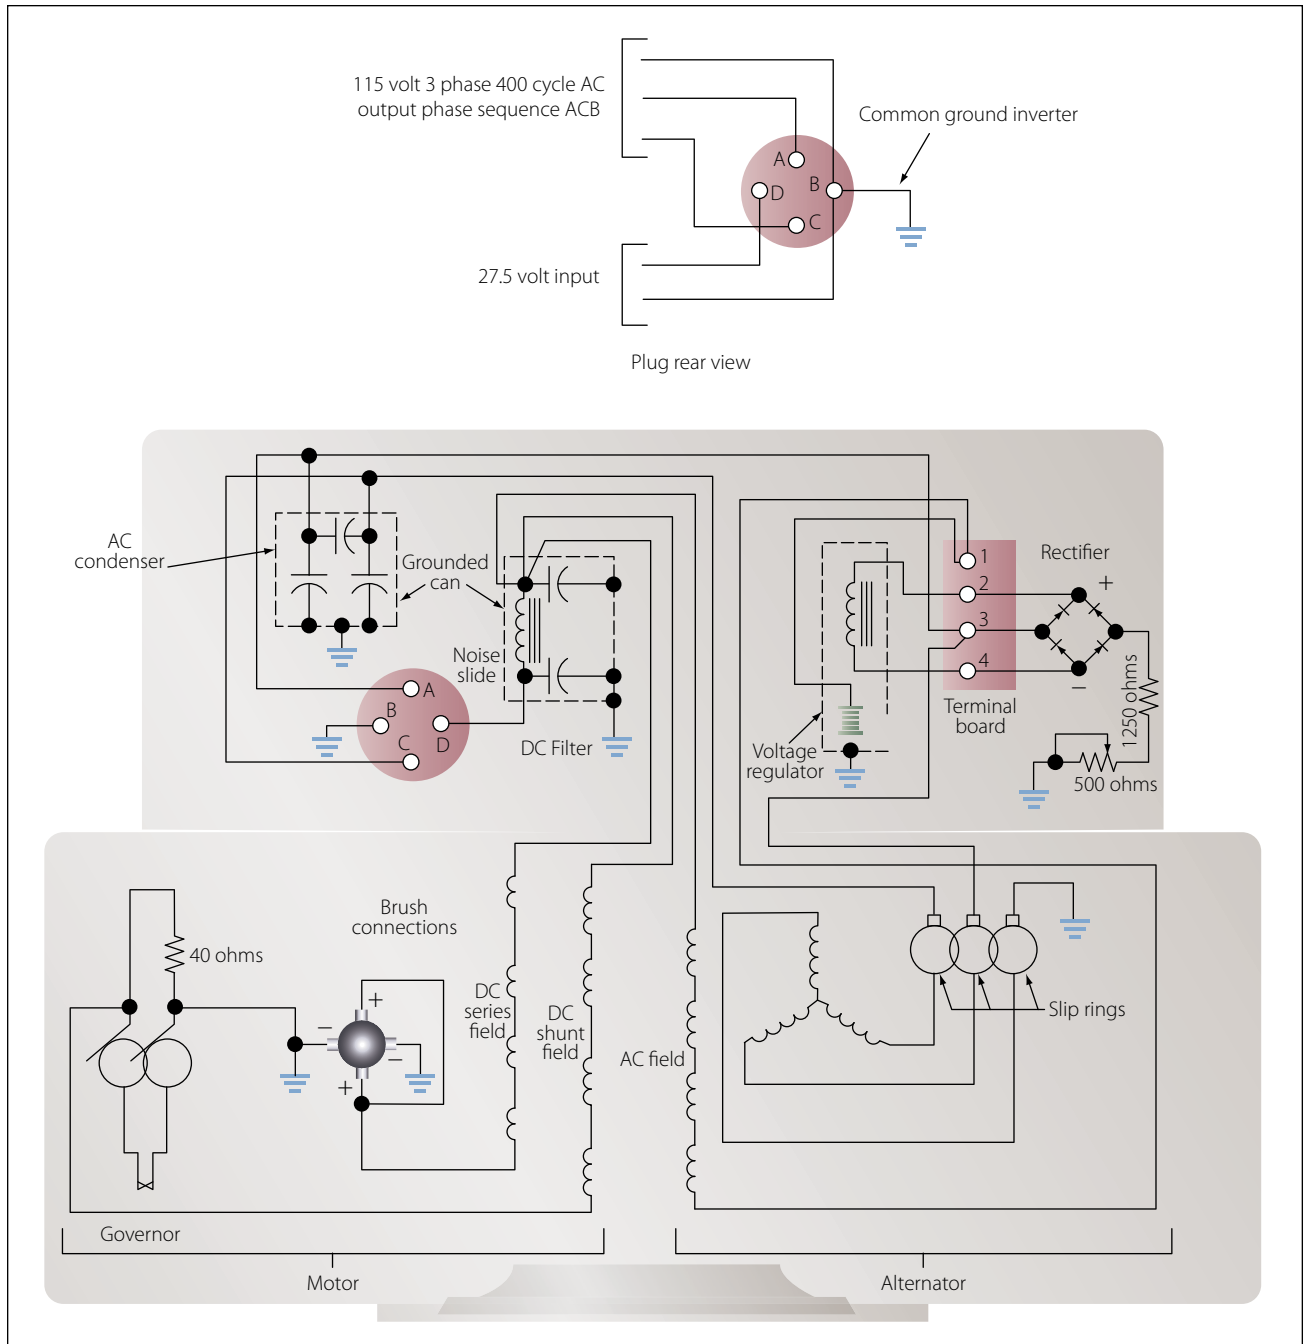 115 volt 3 phase 400 cycle AC
output phase sequence ACB
Common ground inverter
A
B
D
C
27.5 volt input
Plug rear view
AC
condenser
Grounded
can
Noise
slide
DC Filter
A
B
C
D
1
2
3
4
Terminal
board
Rectifier
+
−
1250 ohms
500 ohms
Voltage
regulator
40 ohms
Brush
connections
+
−
−
+
DC
series
field
DC
shunt
field
AC field
Slip rings
Governor
Motor
Alternator